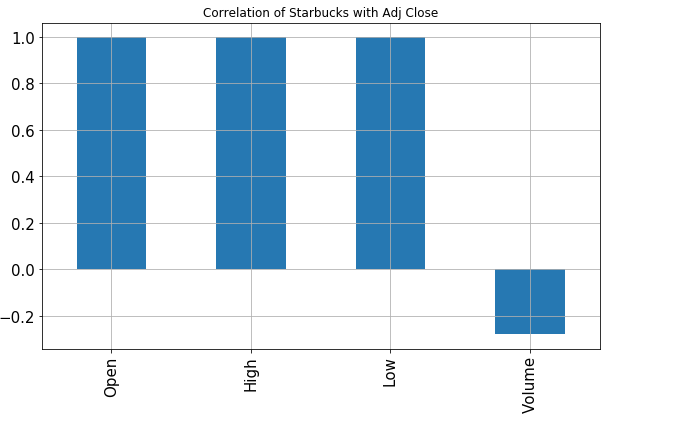 Correlation of Starbucks with Adj Close
1.0
0.8
0.6
0.4
0.2
0.0
−0.2
Open
High
Low
Volume